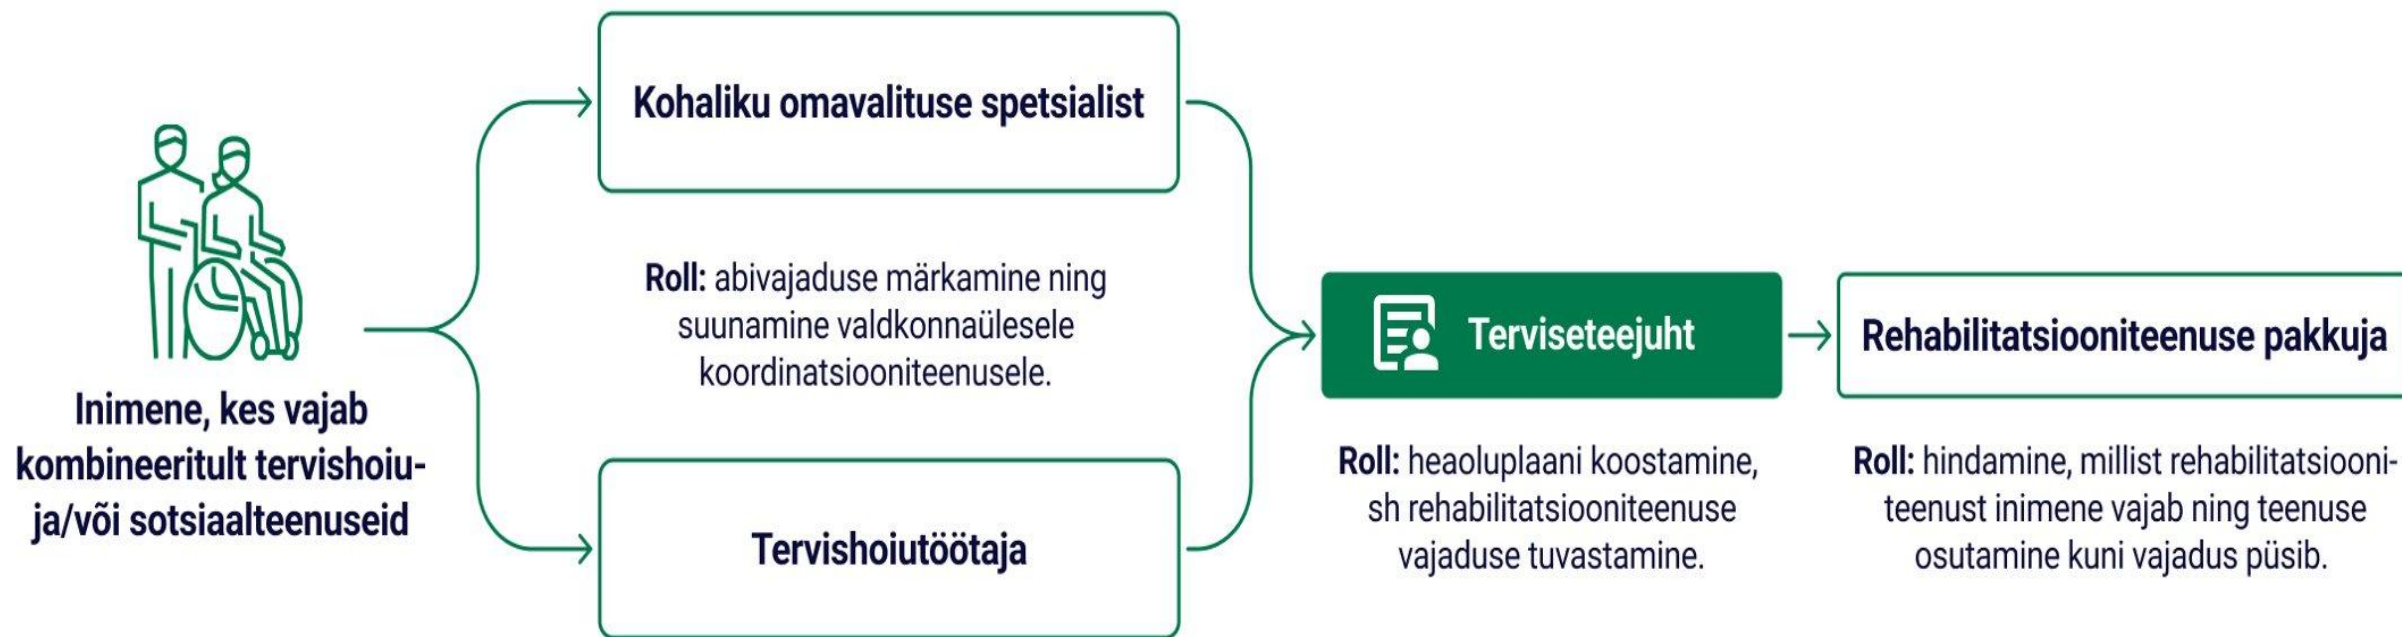 Inimene, kes vajab
kombineeritult tervishoiu-
ja/või sotsiaalteenuseid
Kohaliku omavalituse spetsialist
Roll: abivajaduse märkamine ning
suunamine valdkonnaülesele
koordinatsiooniteenusele.
Tervishoiutöötaja
Terviseteejuht
Roll: heaoluplaani koostamine,
sh rehabilitatsiooniteenuse
vajaduse tuvastamine.
Rehabilitatsiooniteenuse pakkuja
Roll: hindamine, millist rehabilitatsiooni-
teenust inimene vajab ning teenuse
osutamine kuni vajadus püsib.